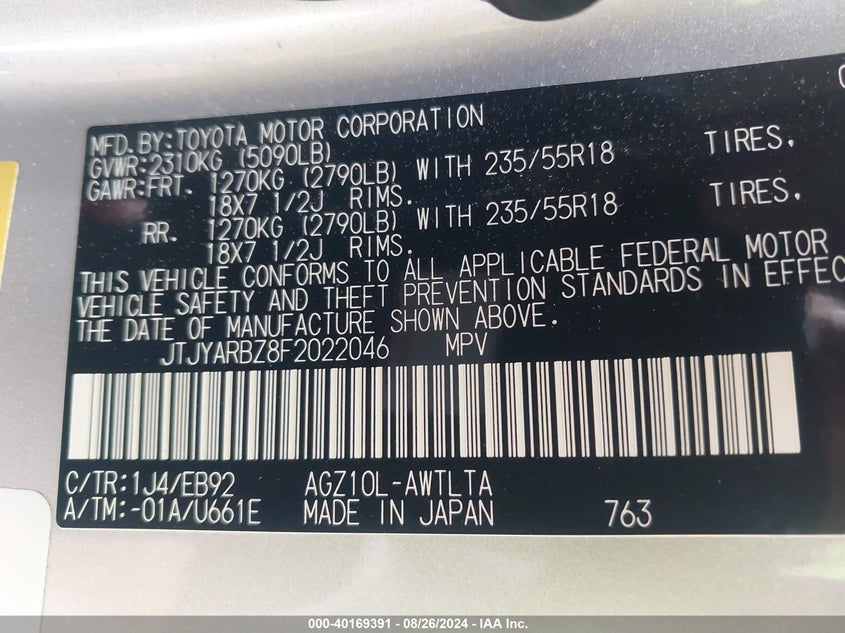 MFD.BY:TOYOTA MOTOR CORPORATION
GVWR:2310KG (5090LB)
GAWR:FRT. 1270KG (2790LB) WITH 235/55R18 TIRES.
18X7 1/2J RIMS.
RR. 1270KG (2790LB) WITH 235/55R18 TIRES.
18X7 1/2J RIMS.
THIS VEHICLE CONFORMS TO ALL APPLICABLE FEDERAL MOTOR
VEHICLE SAFETY AND THEFT PREVENTION STANDARDS IN EFFEC
THE DATE OF MANUFACTURE SHOWN ABOVE.
JTJYARBZ8F2022046 MPV
C/TR:1J4/EB92 AGZ10L-AWTLTA
A/TM:-01A/U661E MADE IN JAPAN 763
000-40169391 - 08/26/2024 - IAA Inc.